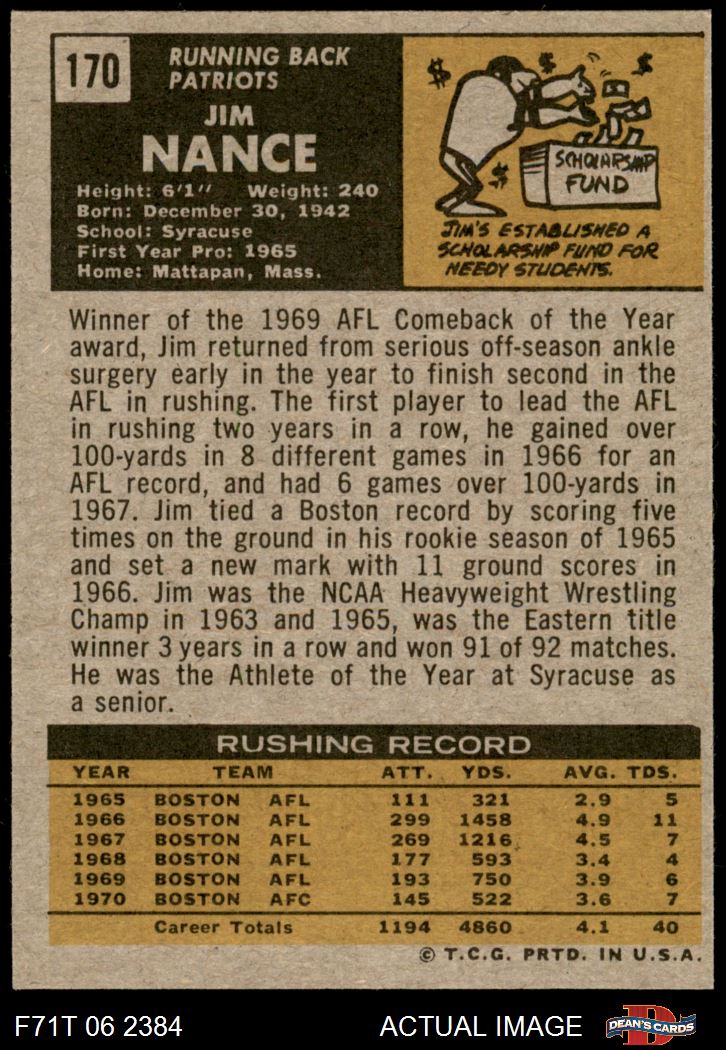 170
RUNNING BACK
PATRIOTS
JIM
NANCE
Height: 6'1" Weight: 240
Born: December 30, 1942
School: Syracuse
First Year Pro: 1965
Home: Mattapan, Mass.
$ $ $ $
SCHOLARSHIP
FUND
JIM'S ESTABLISHED A
SCHOLARSHIP FUND FOR
NEEDY STUDENTS.
Winner of the 1969 AFL Comeback of the Year
award, Jim returned from serious off-season ankle
surgery early in the year to finish second in the
AFL in rushing. The first player to lead the AFL
in rushing two years in a row, he gained over
100-yards in 8 different games in 1966 for an
AFL record, and had 6 games over 100-yards in
1967. Jim tied a Boston record by scoring five
times on the ground in his rookie season of 1965
and set a new mark with 11 ground scores in
1966. Jim was the NCAA Heavyweight Wrestling
Champ in 1963 and 1965, was the Eastern title
winner 3 years in a row and won 91 of 92 matches.
He was the Athlete of the Year at Syracuse as
a senior.
RUSHING RECORD
YEAR TEAM ATT. YDS. AVG. TDS.
1965 BOSTON AFL 111 321 2.9 5
1966 BOSTON AFL 299 1458 4.9 11
1967 BOSTON AFL 269 1216 4.5 7
1968 BOSTON AFL 177 593 3.4 4
1969 BOSTON AFL 193 750 3.9 6
1970 BOSTON AFC 145 522 3.6 7
Career Totals 1194 4860 4.1 40
© T.C.G. PRTD. IN U.S.A.
F71T 06 2384 ACTUAL IMAGE D DEAN'S CARDS